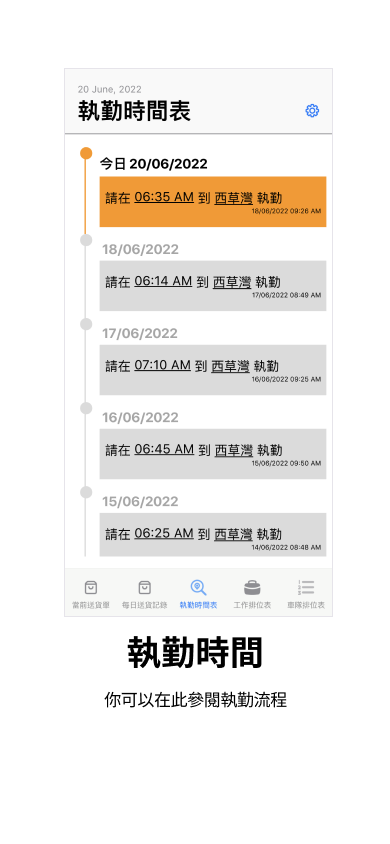 20 June, 2022
執勤時間表
今日 20/06/2022
請在 06:35 AM 到 西草灣 執勤
18/06/2022 09:26 AM
18/06/2022
請在 06:14 AM 到 西草灣 執勤
17/06/2022 08:49 AM
17/06/2022
請在 07:10 AM 到 西草灣 執勤
16/06/2022 09:25 AM
16/06/2022
請在 06:45 AM 到 西草灣 執勤
15/06/2022 09:50 AM
15/06/2022
請在 06:25 AM 到 西草灣 執勤
14/06/2022 08:48 AM
當前送貨單 每日送貨記錄 執勤時間表 工作排位表 車隊排位表
執勤時間
你可以在此參閱執勤流程